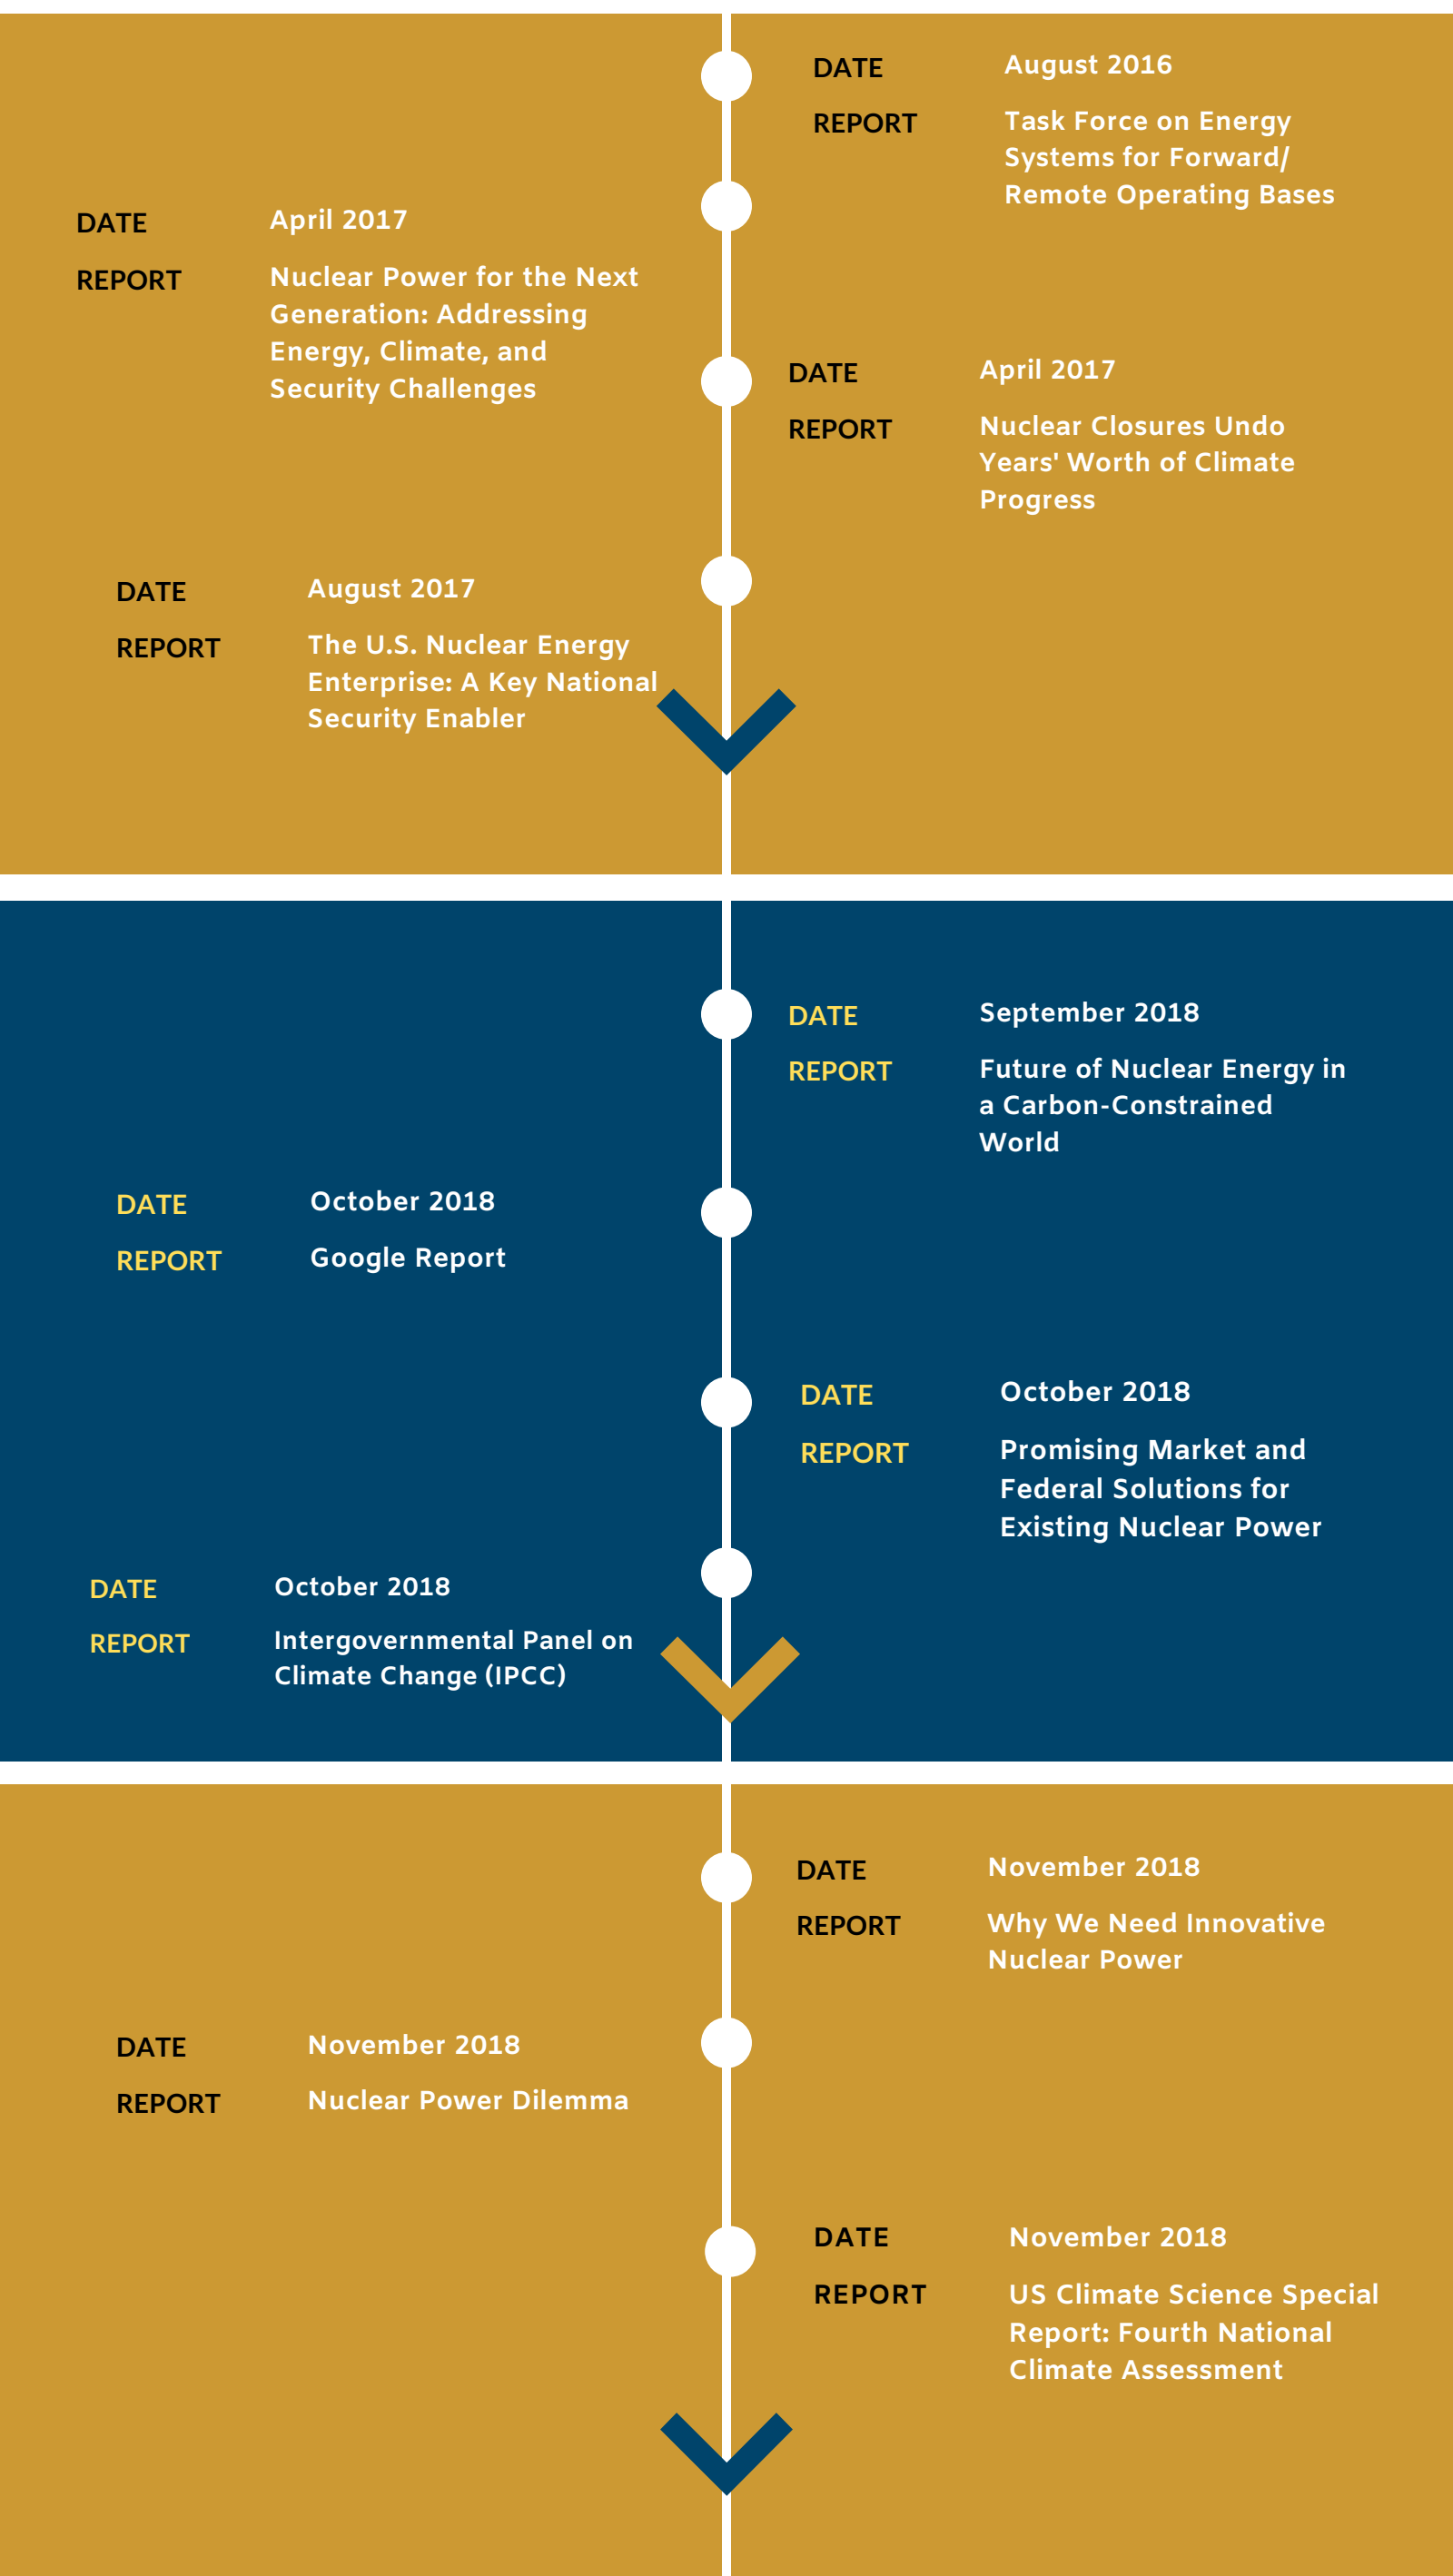 DATE August 2016
REPORT Task Force on Energy
Systems for Forward/
Remote Operating Bases
DATE April 2017
REPORT Nuclear Power for the Next
Generation: Addressing
Energy, Climate, and
Security Challenges
DATE April 2017
REPORT Nuclear Closures Undo
Years' Worth of Climate
Progress
DATE August 2017
REPORT The U.S. Nuclear Energy
Enterprise: A Key National
Security Enabler
DATE September 2018
REPORT Future of Nuclear Energy in
a Carbon-Constrained
World
DATE October 2018
REPORT Google Report
DATE October 2018
REPORT Promising Market and
Federal Solutions for
Existing Nuclear Power
DATE October 2018
REPORT Intergovernmental Panel on
Climate Change (IPCC)
DATE November 2018
REPORT Why We Need Innovative
Nuclear Power
DATE November 2018
REPORT Nuclear Power Dilemma
DATE November 2018
REPORT US Climate Science Special
Report: Fourth National
Climate Assessment